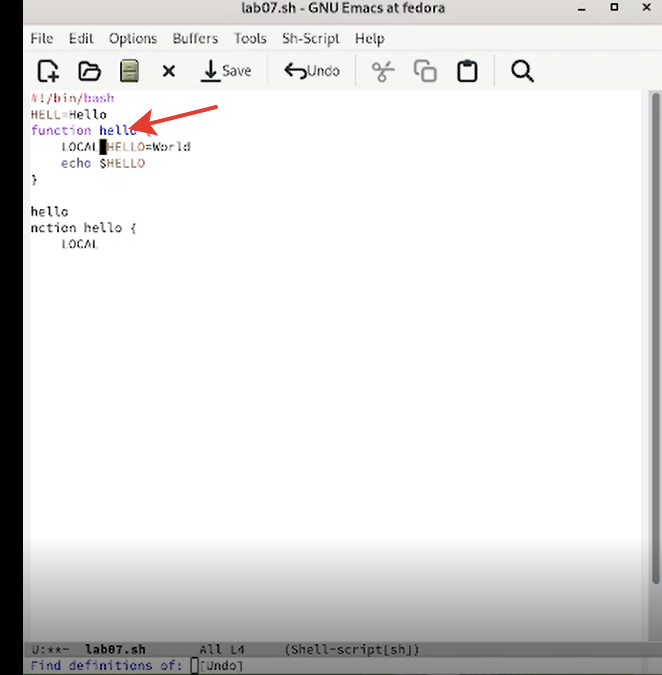 lab07.sh - GNU Emacs at fedora
File Edit Options Buffers Tools Sh-Script Help
Save Undo
#!/bin/bash
HELL=Hello
function hello {
    LOCAL HELLO=World
    echo $HELLO
}
hello
nction hello {
    LOCAL
U:**- lab07.sh All L4 (Shell-script[sh])
Find definitions of: [Undo]